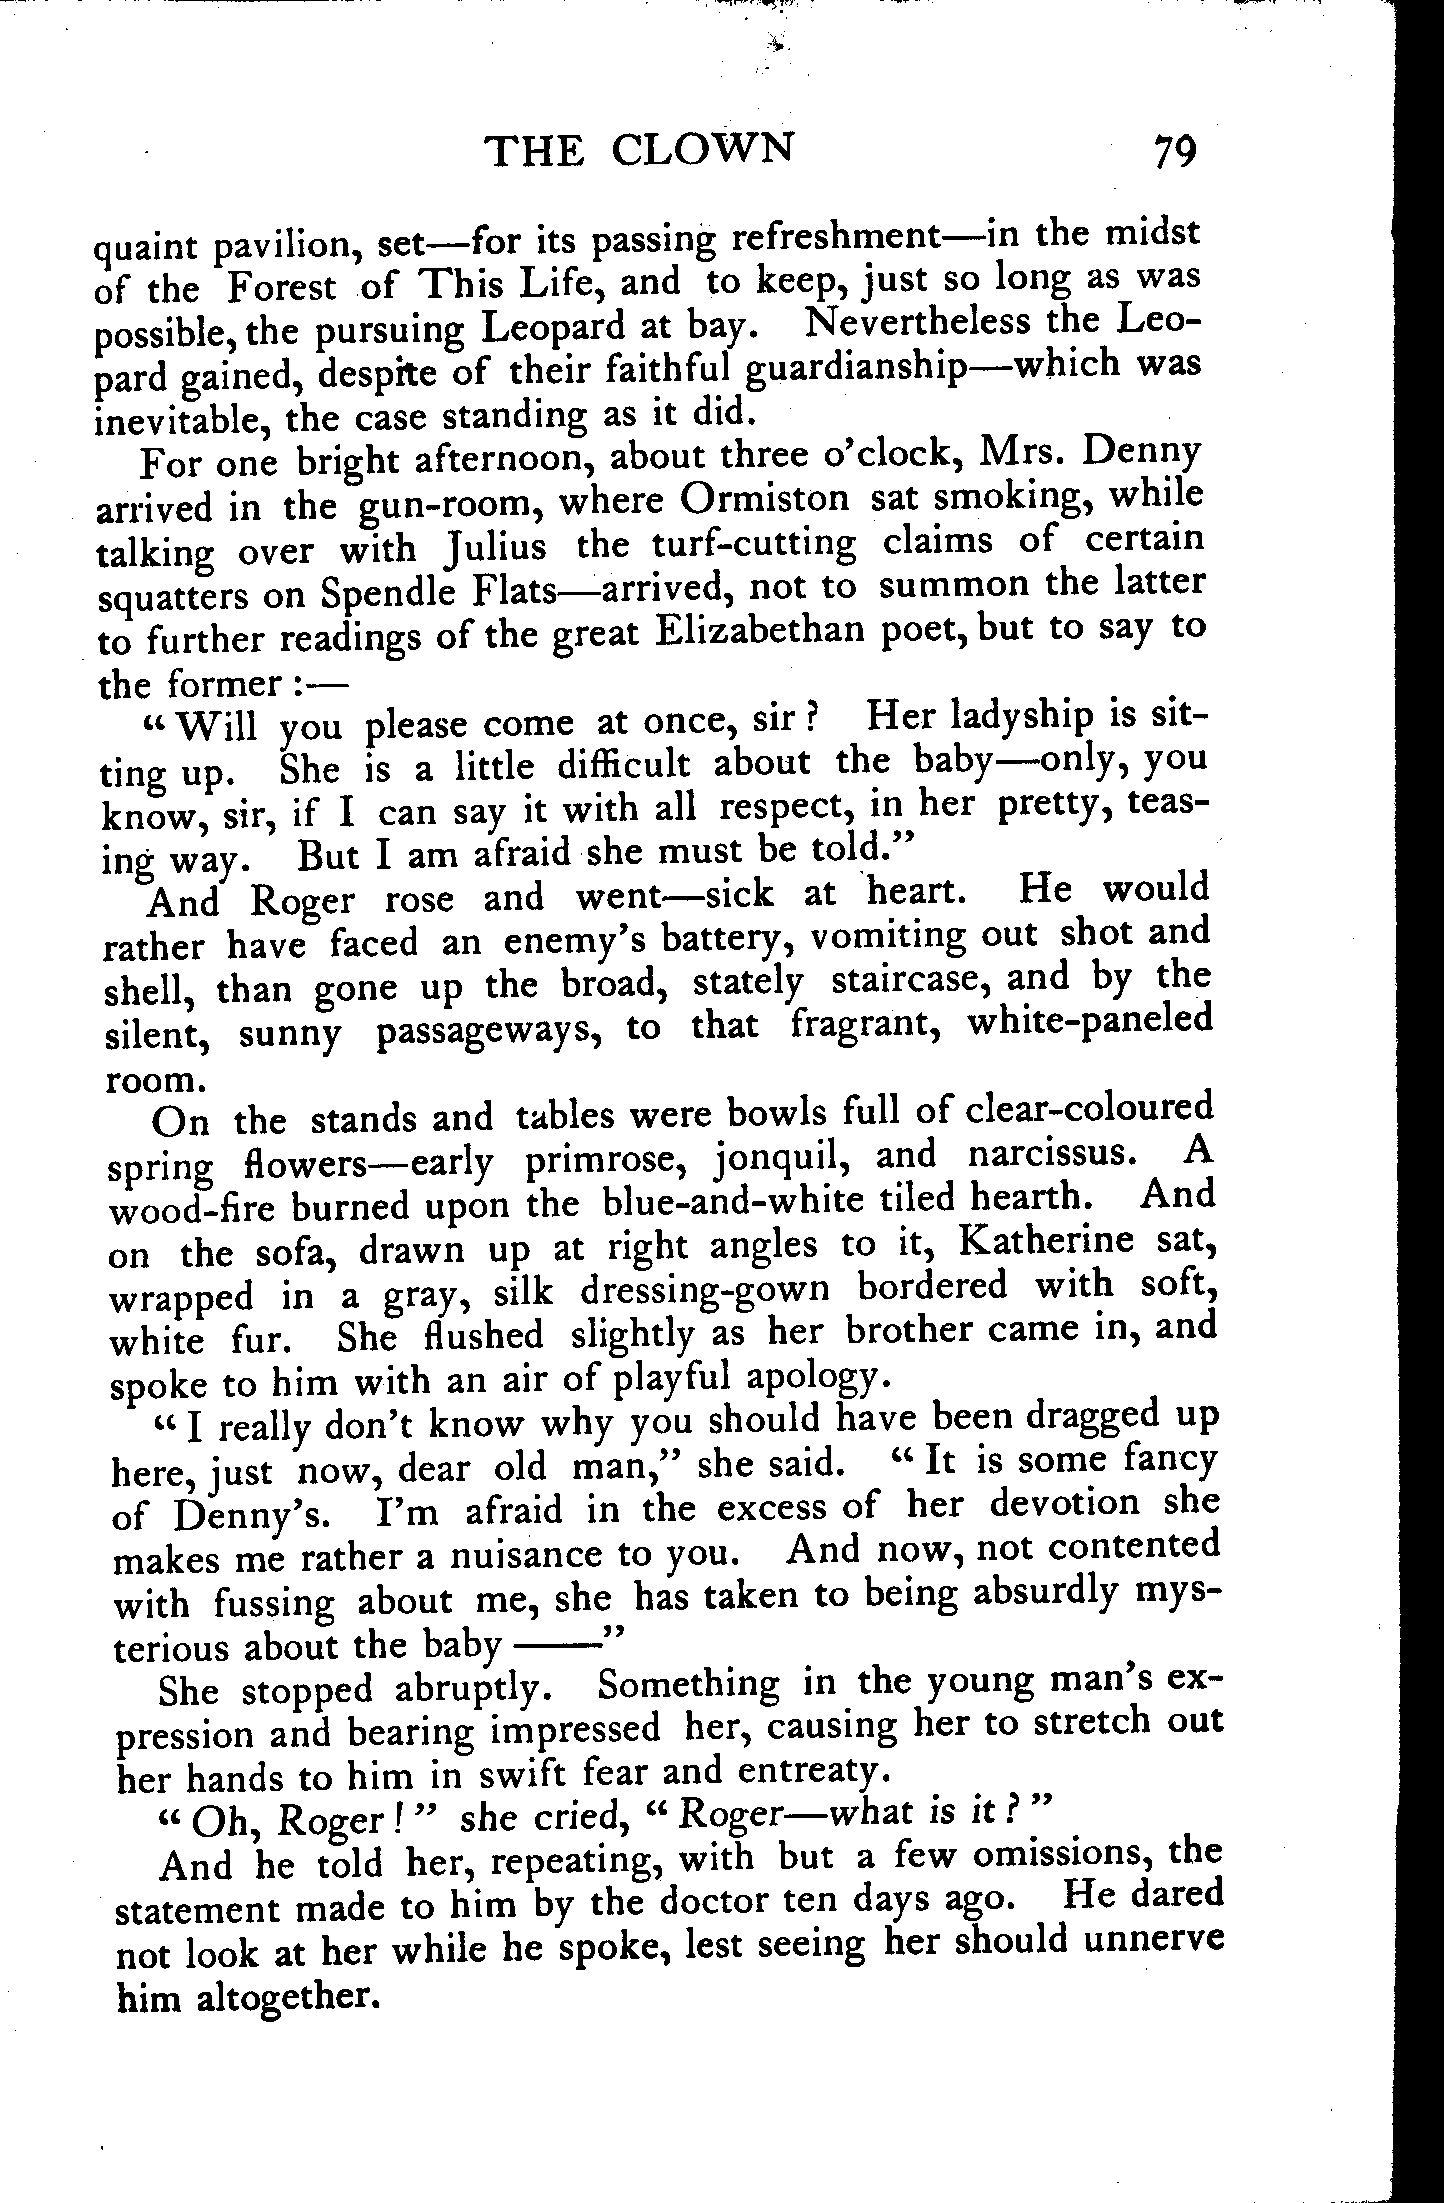 THE CLOWN 79
quaint pavilion, set—for its passing refreshment—in the midst
of the Forest of This Life, and to keep, just so long as was
possible, the pursuing Leopard at bay. Nevertheless the Leo-
pard gained, despite of their faithful guardianship—which was
inevitable, the case standing as it did.
For one bright afternoon, about three o'clock, Mrs. Denny
arrived in the gun-room, where Ormiston sat smoking, while
talking over with Julius the turf-cutting claims of certain
squatters on Spendle Flats—arrived, not to summon the latter
to further readings of the great Elizabethan poet, but to say to
the former:—
"Will you please come at once, sir? Her ladyship is sit-
ting up. She is a little difficult about the baby—only, you
know, sir, if I can say it with all respect, in her pretty, teas-
ing way. But I am afraid she must be told."
And Roger rose and went—sick at heart. He would
rather have faced an enemy's battery, vomiting out shot and
shell, than gone up the broad, stately staircase, and by the
silent, sunny passageways, to that fragrant, white-paneled
room.
On the stands and tables were bowls full of clear-coloured
spring flowers—early primrose, jonquil, and narcissus. A
wood-fire burned upon the blue-and-white tiled hearth. And
on the sofa, drawn up at right angles to it, Katherine sat,
wrapped in a gray, silk dressing-gown bordered with soft,
white fur. She flushed slightly as her brother came in, and
spoke to him with an air of playful apology.
"I really don't know why you should have been dragged up
here, just now, dear old man," she said. "It is some fancy
of Denny's. I'm afraid in the excess of her devotion she
makes me rather a nuisance to you. And now, not contented
with fussing about me, she has taken to being absurdly mys-
terious about the baby ——"
She stopped abruptly. Something in the young man's ex-
pression and bearing impressed her, causing her to stretch out
her hands to him in swift fear and entreaty.
"Oh, Roger!" she cried, "Roger—what is it?"
And he told her, repeating, with but a few omissions, the
statement made to him by the doctor ten days ago. He dared
not look at her while he spoke, lest seeing her should unnerve
him altogether.